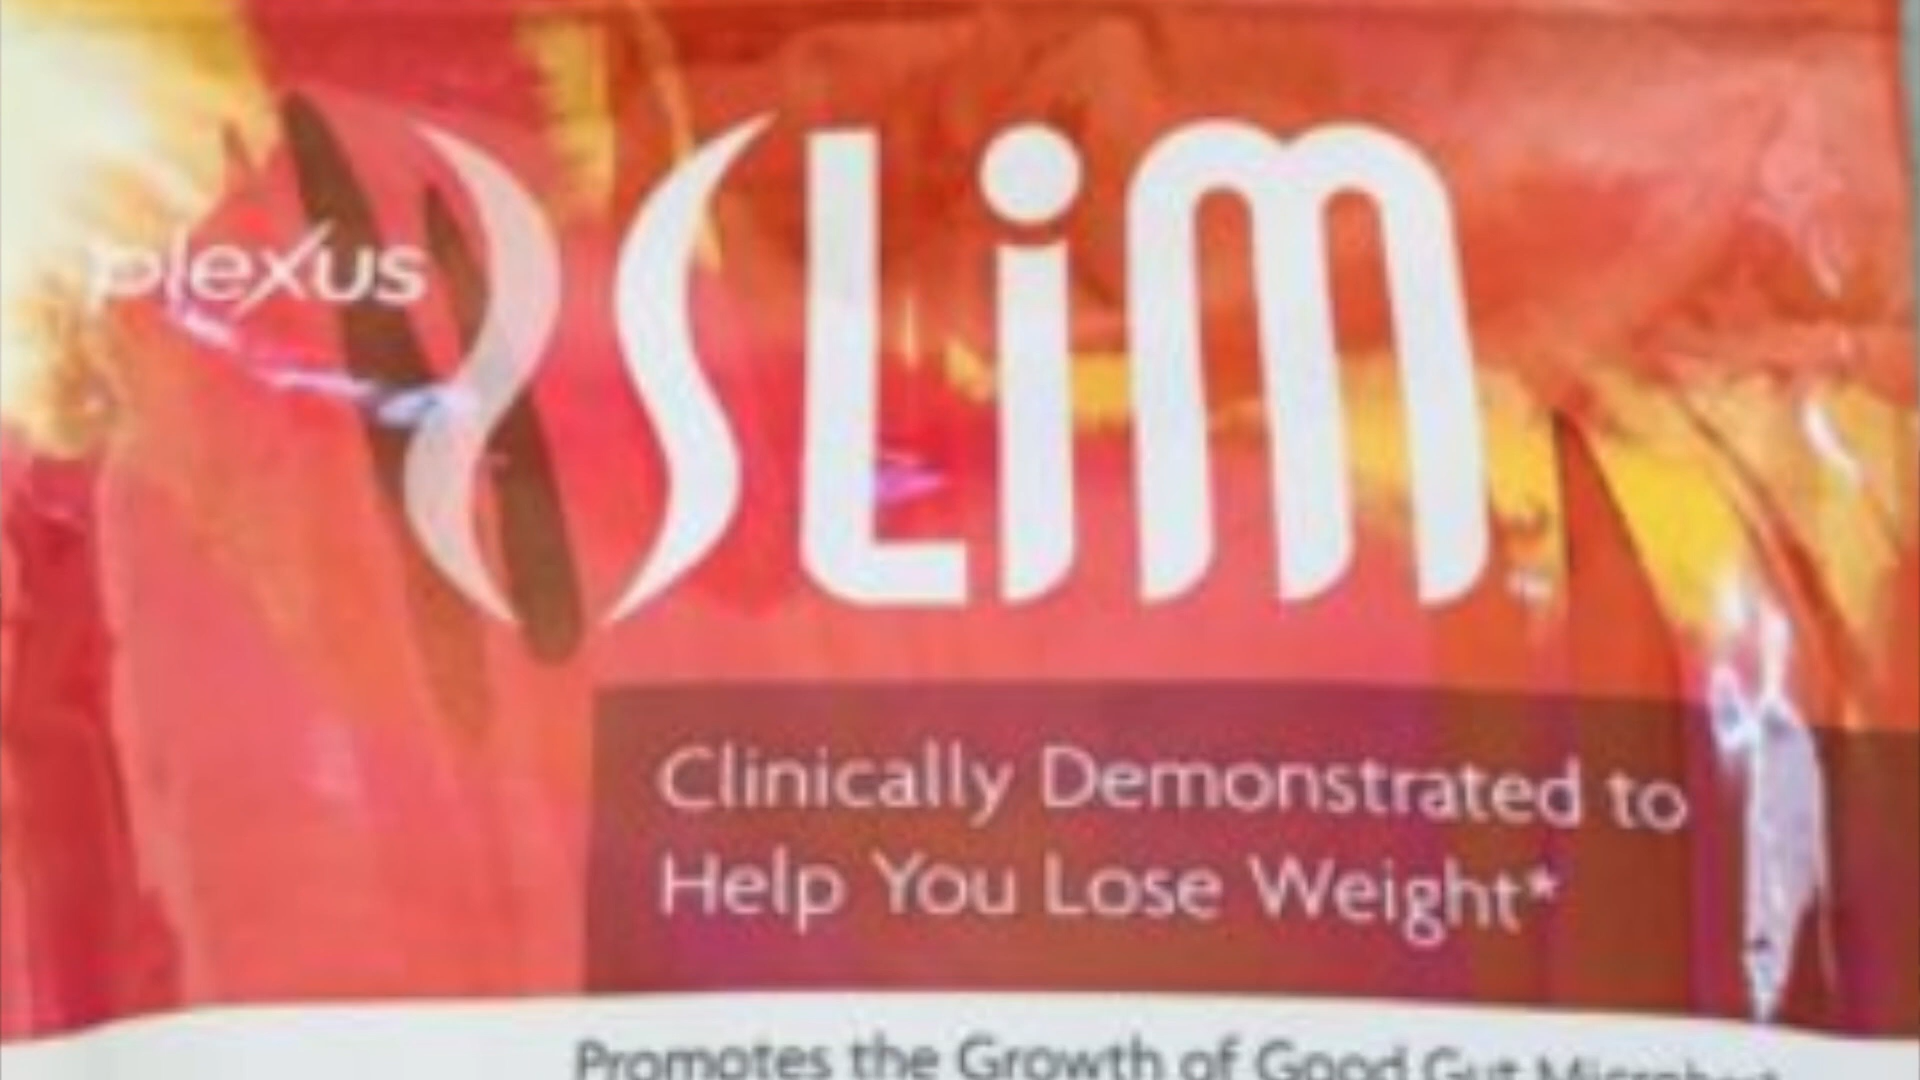 plexus
SLiM
Clinically Demonstrated to
Help You Lose Weight*
Promotes the Growth of Good Gut